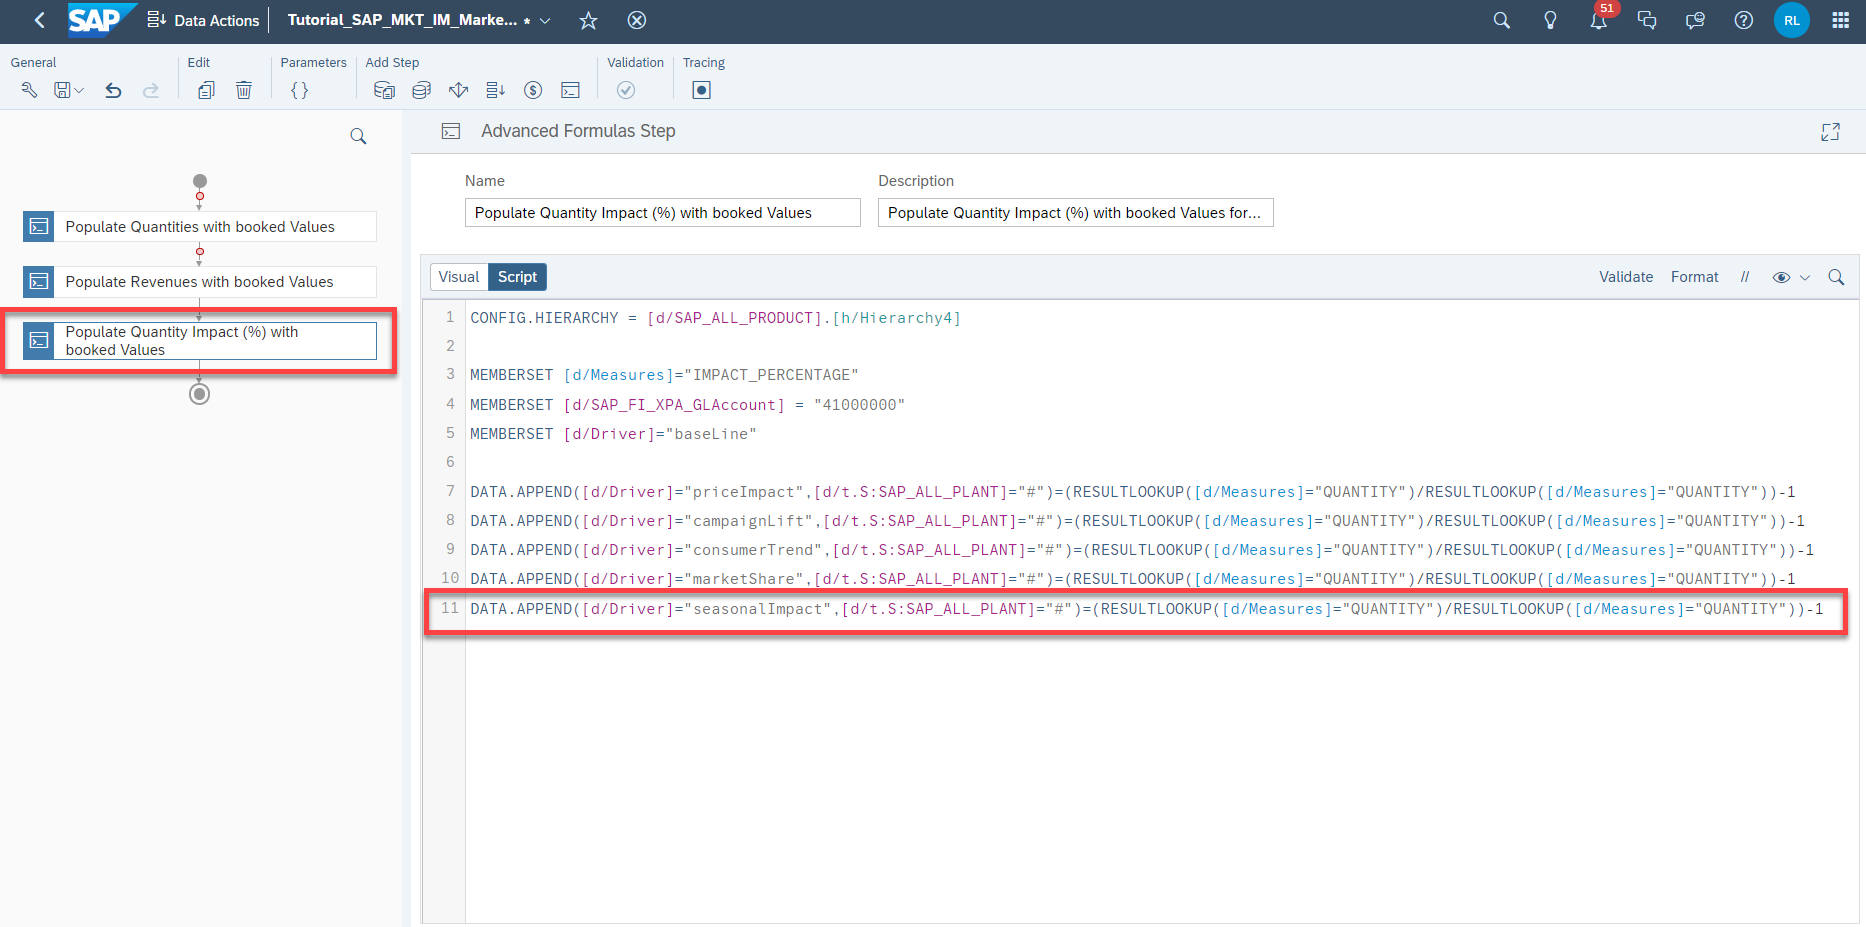 SAP Data Actions Tutorial_SAP_MKT_IM_Marke... * 51 RL
General Edit Parameters Add Step Validation Tracing
Advanced Formulas Step
Name Description
Populate Quantity Impact (%) with booked Values Populate Quantity Impact (%) with booked Values for...
Populate Quantities with booked Values
Populate Revenues with booked Values
Populate Quantity Impact (%) with
booked Values
Visual Script Validate Format //
1 CONFIG.HIERARCHY = [d/SAP_ALL_PRODUCT].[h/Hierarchy4]
2
3 MEMBERSET [d/Measures]="IMPACT_PERCENTAGE"
4 MEMBERSET [d/SAP_FI_XPA_GLAccount] = "41000000"
5 MEMBERSET [d/Driver]="baseLine"
6
7 DATA.APPEND([d/Driver]="priceImpact",[d/t.S:SAP_ALL_PLANT]="#")=(RESULTLOOKUP([d/Measures]="QUANTITY")/RESULTLOOKUP([d/Measures]="QUANTITY"))-1
8 DATA.APPEND([d/Driver]="campaignLift",[d/t.S:SAP_ALL_PLANT]="#")=(RESULTLOOKUP([d/Measures]="QUANTITY")/RESULTLOOKUP([d/Measures]="QUANTITY"))-1
9 DATA.APPEND([d/Driver]="consumerTrend",[d/t.S:SAP_ALL_PLANT]="#")=(RESULTLOOKUP([d/Measures]="QUANTITY")/RESULTLOOKUP([d/Measures]="QUANTITY"))-1
10 DATA.APPEND([d/Driver]="marketShare",[d/t.S:SAP_ALL_PLANT]="#")=(RESULTLOOKUP([d/Measures]="QUANTITY")/RESULTLOOKUP([d/Measures]="QUANTITY"))-1
11 DATA.APPEND([d/Driver]="seasonalImpact",[d/t.S:SAP_ALL_PLANT]="#")=(RESULTLOOKUP([d/Measures]="QUANTITY")/RESULTLOOKUP([d/Measures]="QUANTITY"))-1